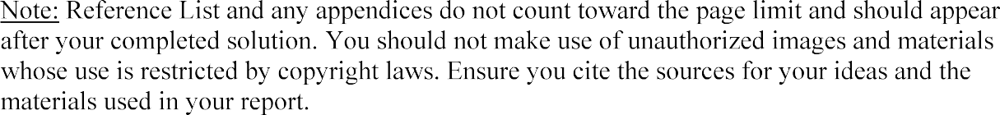 Note: Reference List and any appendices do not count toward the page limit and should appear
after your completed solution. You should not make use of unauthorized images and materials
whose use is restricted by copyright laws. Ensure you cite the sources for your ideas and the
materials used in your report.